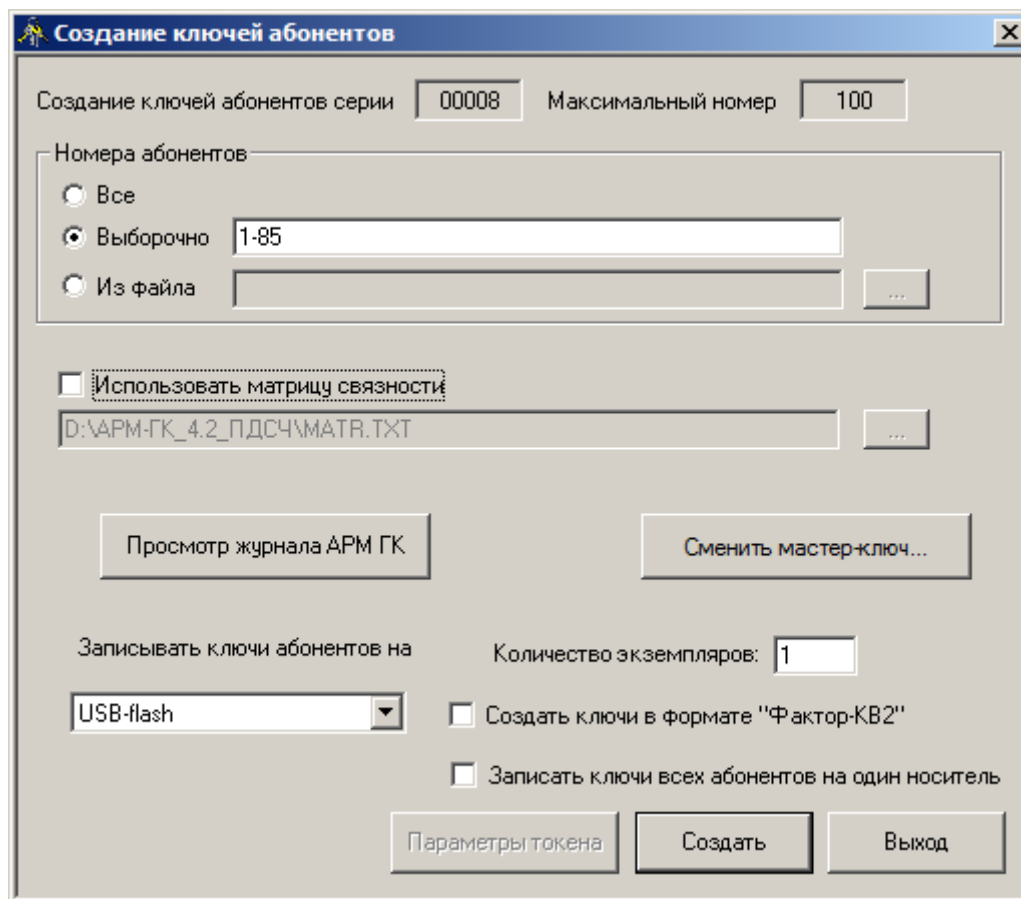 Создание ключей абонентов
Создание ключей абонентов серии 00008 Максимальный номер 100
Номера абонентов
Все
Выборочно 1-85
Из файла ...
Использовать матрицу связности
D:\АРМ-ГК_4.2_ПДСЧ\MATR.TXT ...
Просмотр журнала АРМ ГК Сменить мастер-ключ...
Записывать ключи абонентов на Количество экземпляров: 1
USB-flash Создать ключи в формате "Фактор-КВ2"
Записать ключи всех абонентов на один носитель
Параметры токена Создать Выход